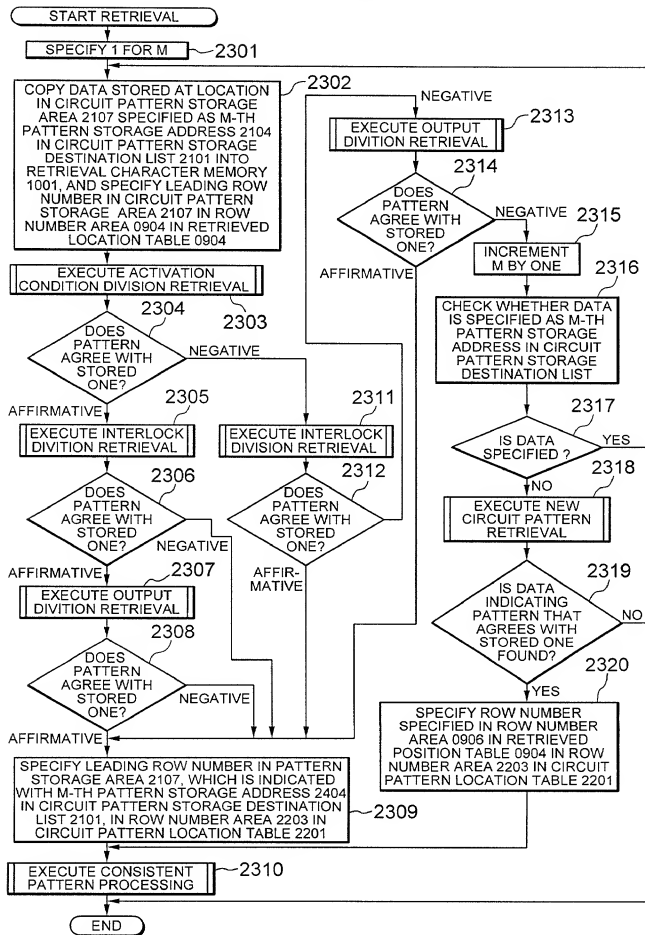 START RETRIEVAL
SPECIFY 1 FOR M
2301
2302
COPY DATA STORED AT LOCATION
IN CIRCUIT PATTERN STORAGE
AREA 2107 SPECIFIED AS M-TH
PATTERN STORAGE ADDRESS 2104
IN CIRCUIT PATTERN STORAGE
DESTINATION LIST 2101 INTO
RETRIEVAL CHARACTER MEMORY
1001, AND SPECIFY LEADING ROW
NUMBER IN CIRCUIT PATTERN
STORAGE AREA 2107 IN ROW
NUMBER AREA 0904 IN RETRIEVED
LOCATION TABLE 0904
EXECUTE ACTIVATION
CONDITION DIVISION RETRIEVAL
2303
2304
DOES
PATTERN
AGREE WITH
STORED
ONE?
NEGATIVE
AFFIRMATIVE
2305
EXECUTE INTERLOCK
DIVITION RETRIEVAL
2306
DOES
PATTERN
AGREE WITH
STORED
ONE?
NEGATIVE
AFFIRMATIVE
2307
EXECUTE OUTPUT
DIVITION RETRIEVAL
2308
DOES
PATTERN
AGREE WITH
STORED
ONE?
NEGATIVE
AFFIRMATIVE
SPECIFY LEADING ROW NUMBER IN PATTERN
STORAGE AREA 2107, WHICH IS INDICATED
WITH M-TH PATTERN STORAGE ADDRESS 2404
IN CIRCUIT PATTERN STORAGE DESTINATION
LIST 2101, IN ROW NUMBER AREA 2203 IN
CIRCUIT PATTERN LOCATION TABLE 2201
2309
EXECUTE CONSISTENT
PATTERN PROCESSING
2310
END
2311
EXECUTE INTERLOCK
DIVISION RETRIEVAL
2312
DOES
PATTERN
AGREE WITH
STORED
ONE?
AFFIR-
MATIVE
NEGATIVE
2313
EXECUTE OUTPUT
DIVITION RETRIEVAL
2314
DOES
PATTERN
AGREE WITH
STORED
ONE?
NEGATIVE
AFFIRMATIVE
2315
INCREMENT
M BY ONE
2316
CHECK WHETHER DATA
IS SPECIFIED AS M-TH
PATTERN STORAGE
ADDRESS IN CIRCUIT
PATTERN STORAGE
DESTINATION LIST
2317
IS DATA
SPECIFIED ?
YES
NO
2318
EXECUTE NEW
CIRCUIT PATTERN
RETRIEVAL
2319
IS DATA
INDICATING
PATTERN THAT
AGREES WITH
STORED ONE
FOUND?
NO
YES
2320
SPECIFY ROW NUMBER
SPECIFIED IN ROW NUMBER
AREA 0906 IN RETRIEVED
POSITION TABLE 0904 IN ROW
NUMBER AREA 2203 IN CIRCUIT
PATTERN LOCATION TABLE 2201